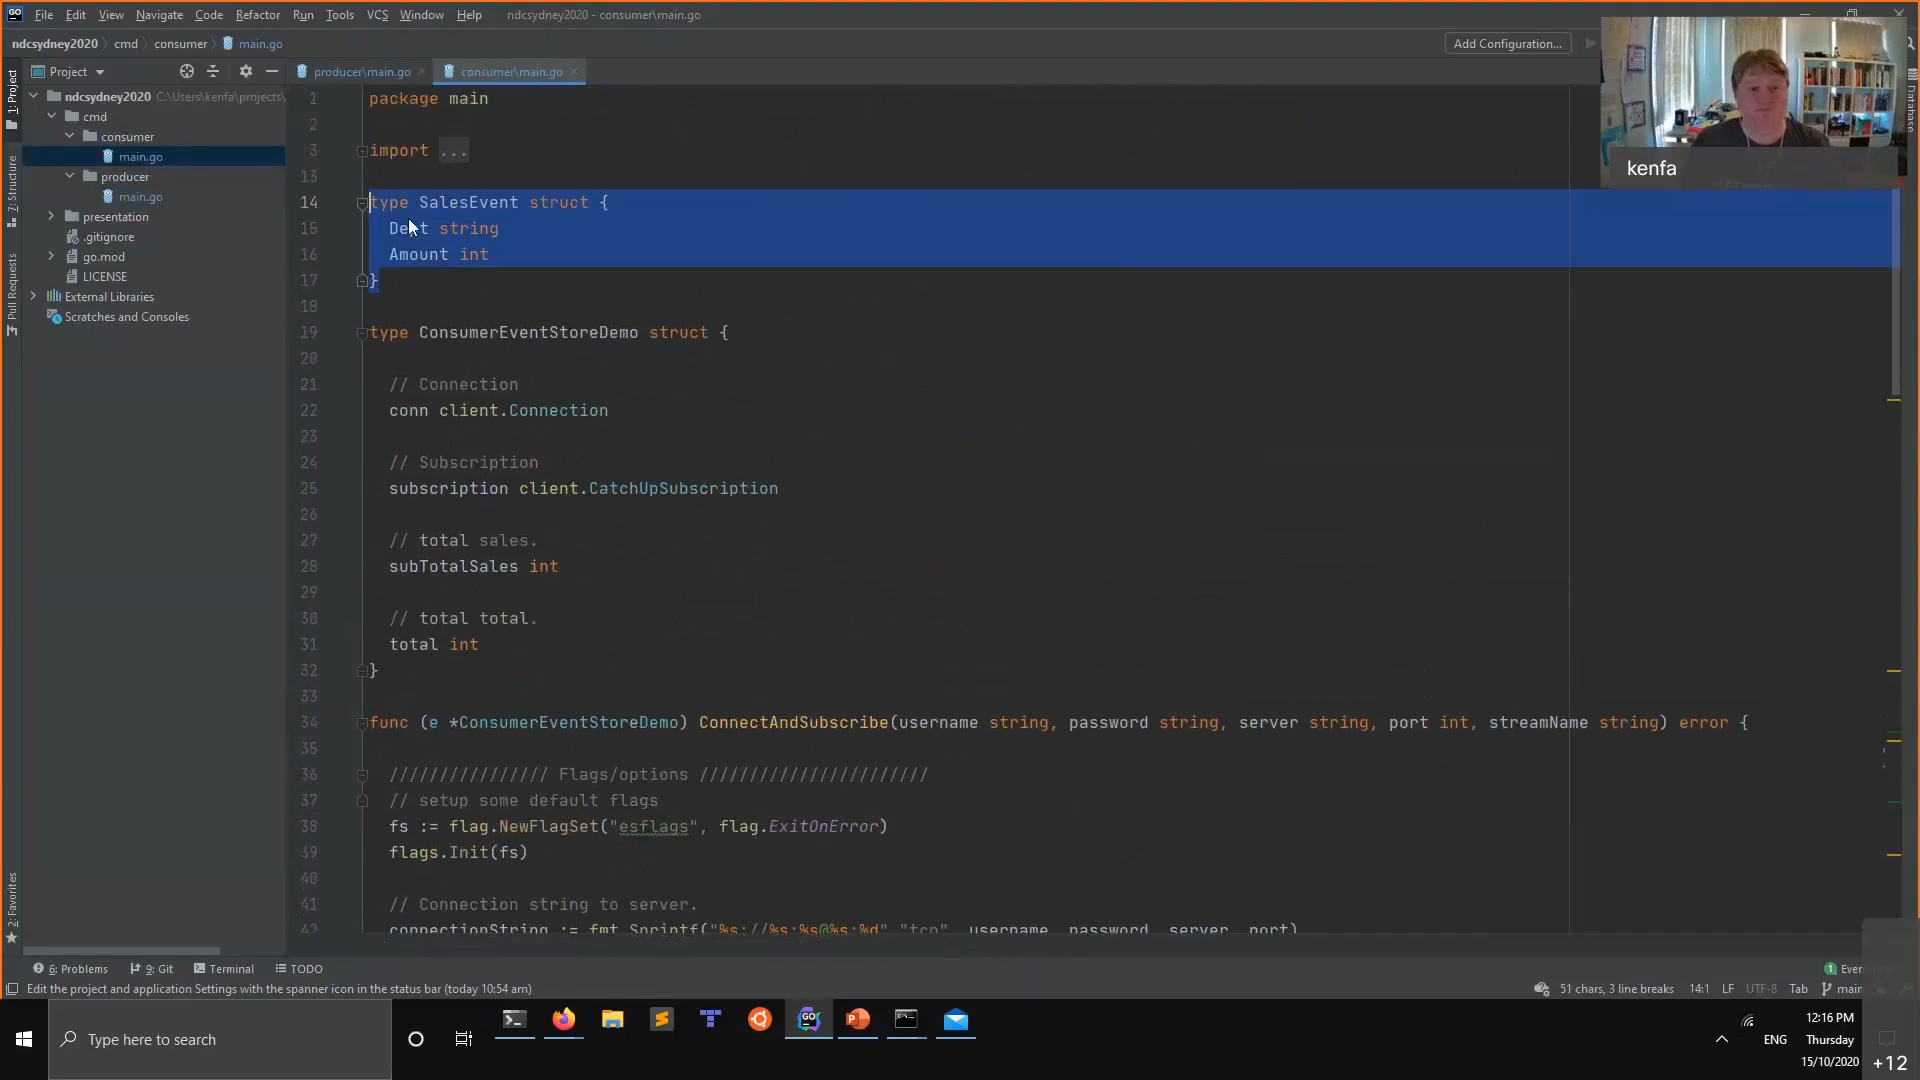 File Edit View Navigate Code Refactor Run Tools VCS Window Help ndcsydney2020 - consumer\main.go
ndcsydney2020 cmd consumer main.go
Add Configuration...
Project
producer\main.go
consumer\main.go
1: Project
7: Structure
Pull Requests
2: Favorites
Database
ndcsydney2020 C:\Users\kenfa\projects\
cmd
consumer
main.go
producer
main.go
presentation
.gitignore
go.mod
LICENSE
External Libraries
Scratches and Consoles
kenfa
1 package main
2
3 import ...
13
14 type SalesEvent struct {
15 Dept string
16 Amount int
17 }
18
19 type ConsumerEventStoreDemo struct {
20
21 // Connection
22 conn client.Connection
23
24 // Subscription
25 subscription client.CatchUpSubscription
26
27 // total sales.
28 subTotalSales int
29
30 // total total.
31 total int
32 }
33
34 func (e *ConsumerEventStoreDemo) ConnectAndSubscribe(username string, password string, server string, port int, streamName string) error {
35
36 //////////////// Flags/options ///////////////////////
37 // setup some default flags
38 fs := flag.NewFlagSet("esflags", flag.ExitOnError)
39 flags.Init(fs)
40
41 // Connection string to server.
42 connectionString := fmt.Sprintf("%s://%s:%s@%s:%d","tcp", username, password, server, port)
6: Problems 9: Git Terminal TODO
1 Even
Edit the project and application Settings with the spanner icon in the status bar (today 10:54 am)
51 chars, 3 line breaks 14:1 LF UTF-8 Tab main
Type here to search
ENG
12:16 PM
Thursday
15/10/2020
+12